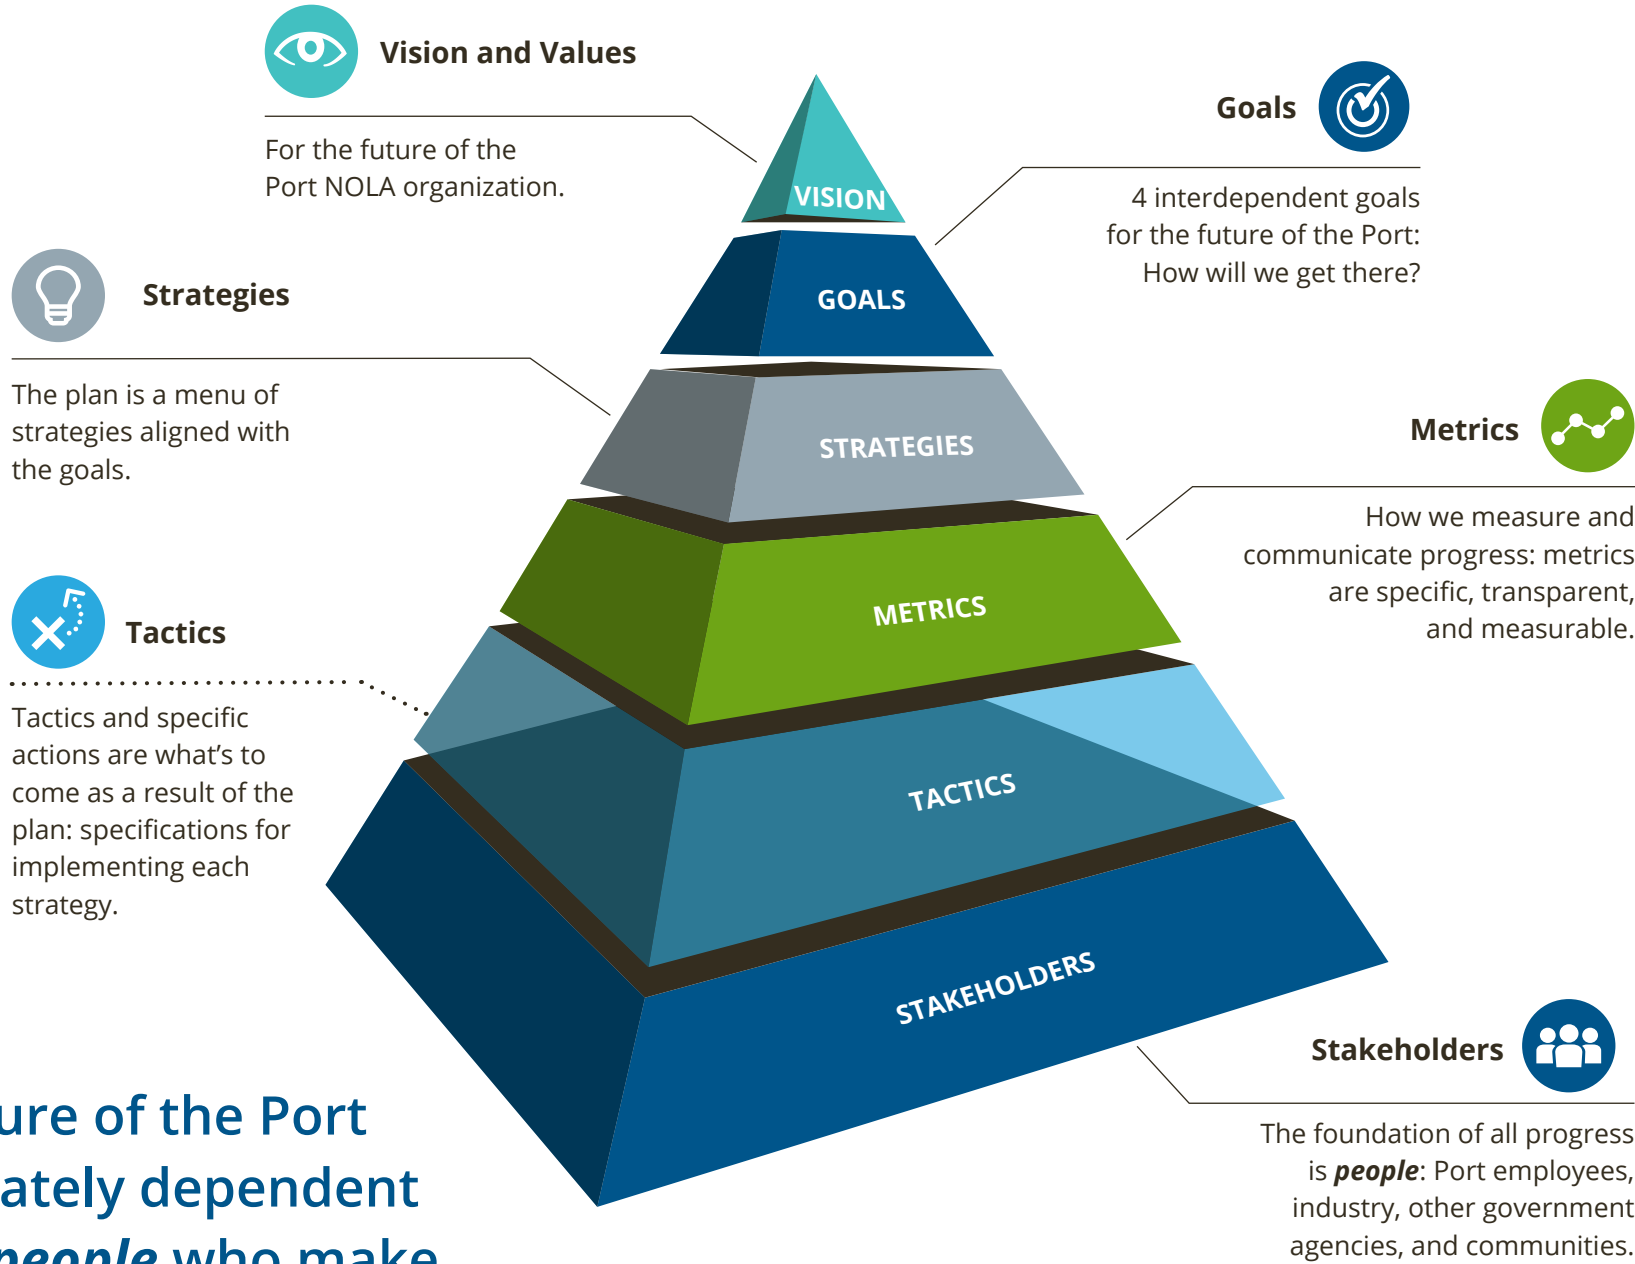 Vision and Values
For the future of the
Port NOLA organization.
Goals
4 interdependent goals
for the future of the Port:
How will we get there?
Strategies
The plan is a menu of
strategies aligned with
the goals.
Metrics
How we measure and
communicate progress: metrics
are specific, transparent,
and measurable.
Tactics
Tactics and specific
actions are what's to
come as a result of the
plan: specifications for
implementing each
strategy.
VISION
GOALS
STRATEGIES
METRICS
TACTICS
STAKEHOLDERS
Stakeholders
The foundation of all progress
is people: Port employees,
industry, other government
agencies, and communities.
of the Port
dependent
people who make